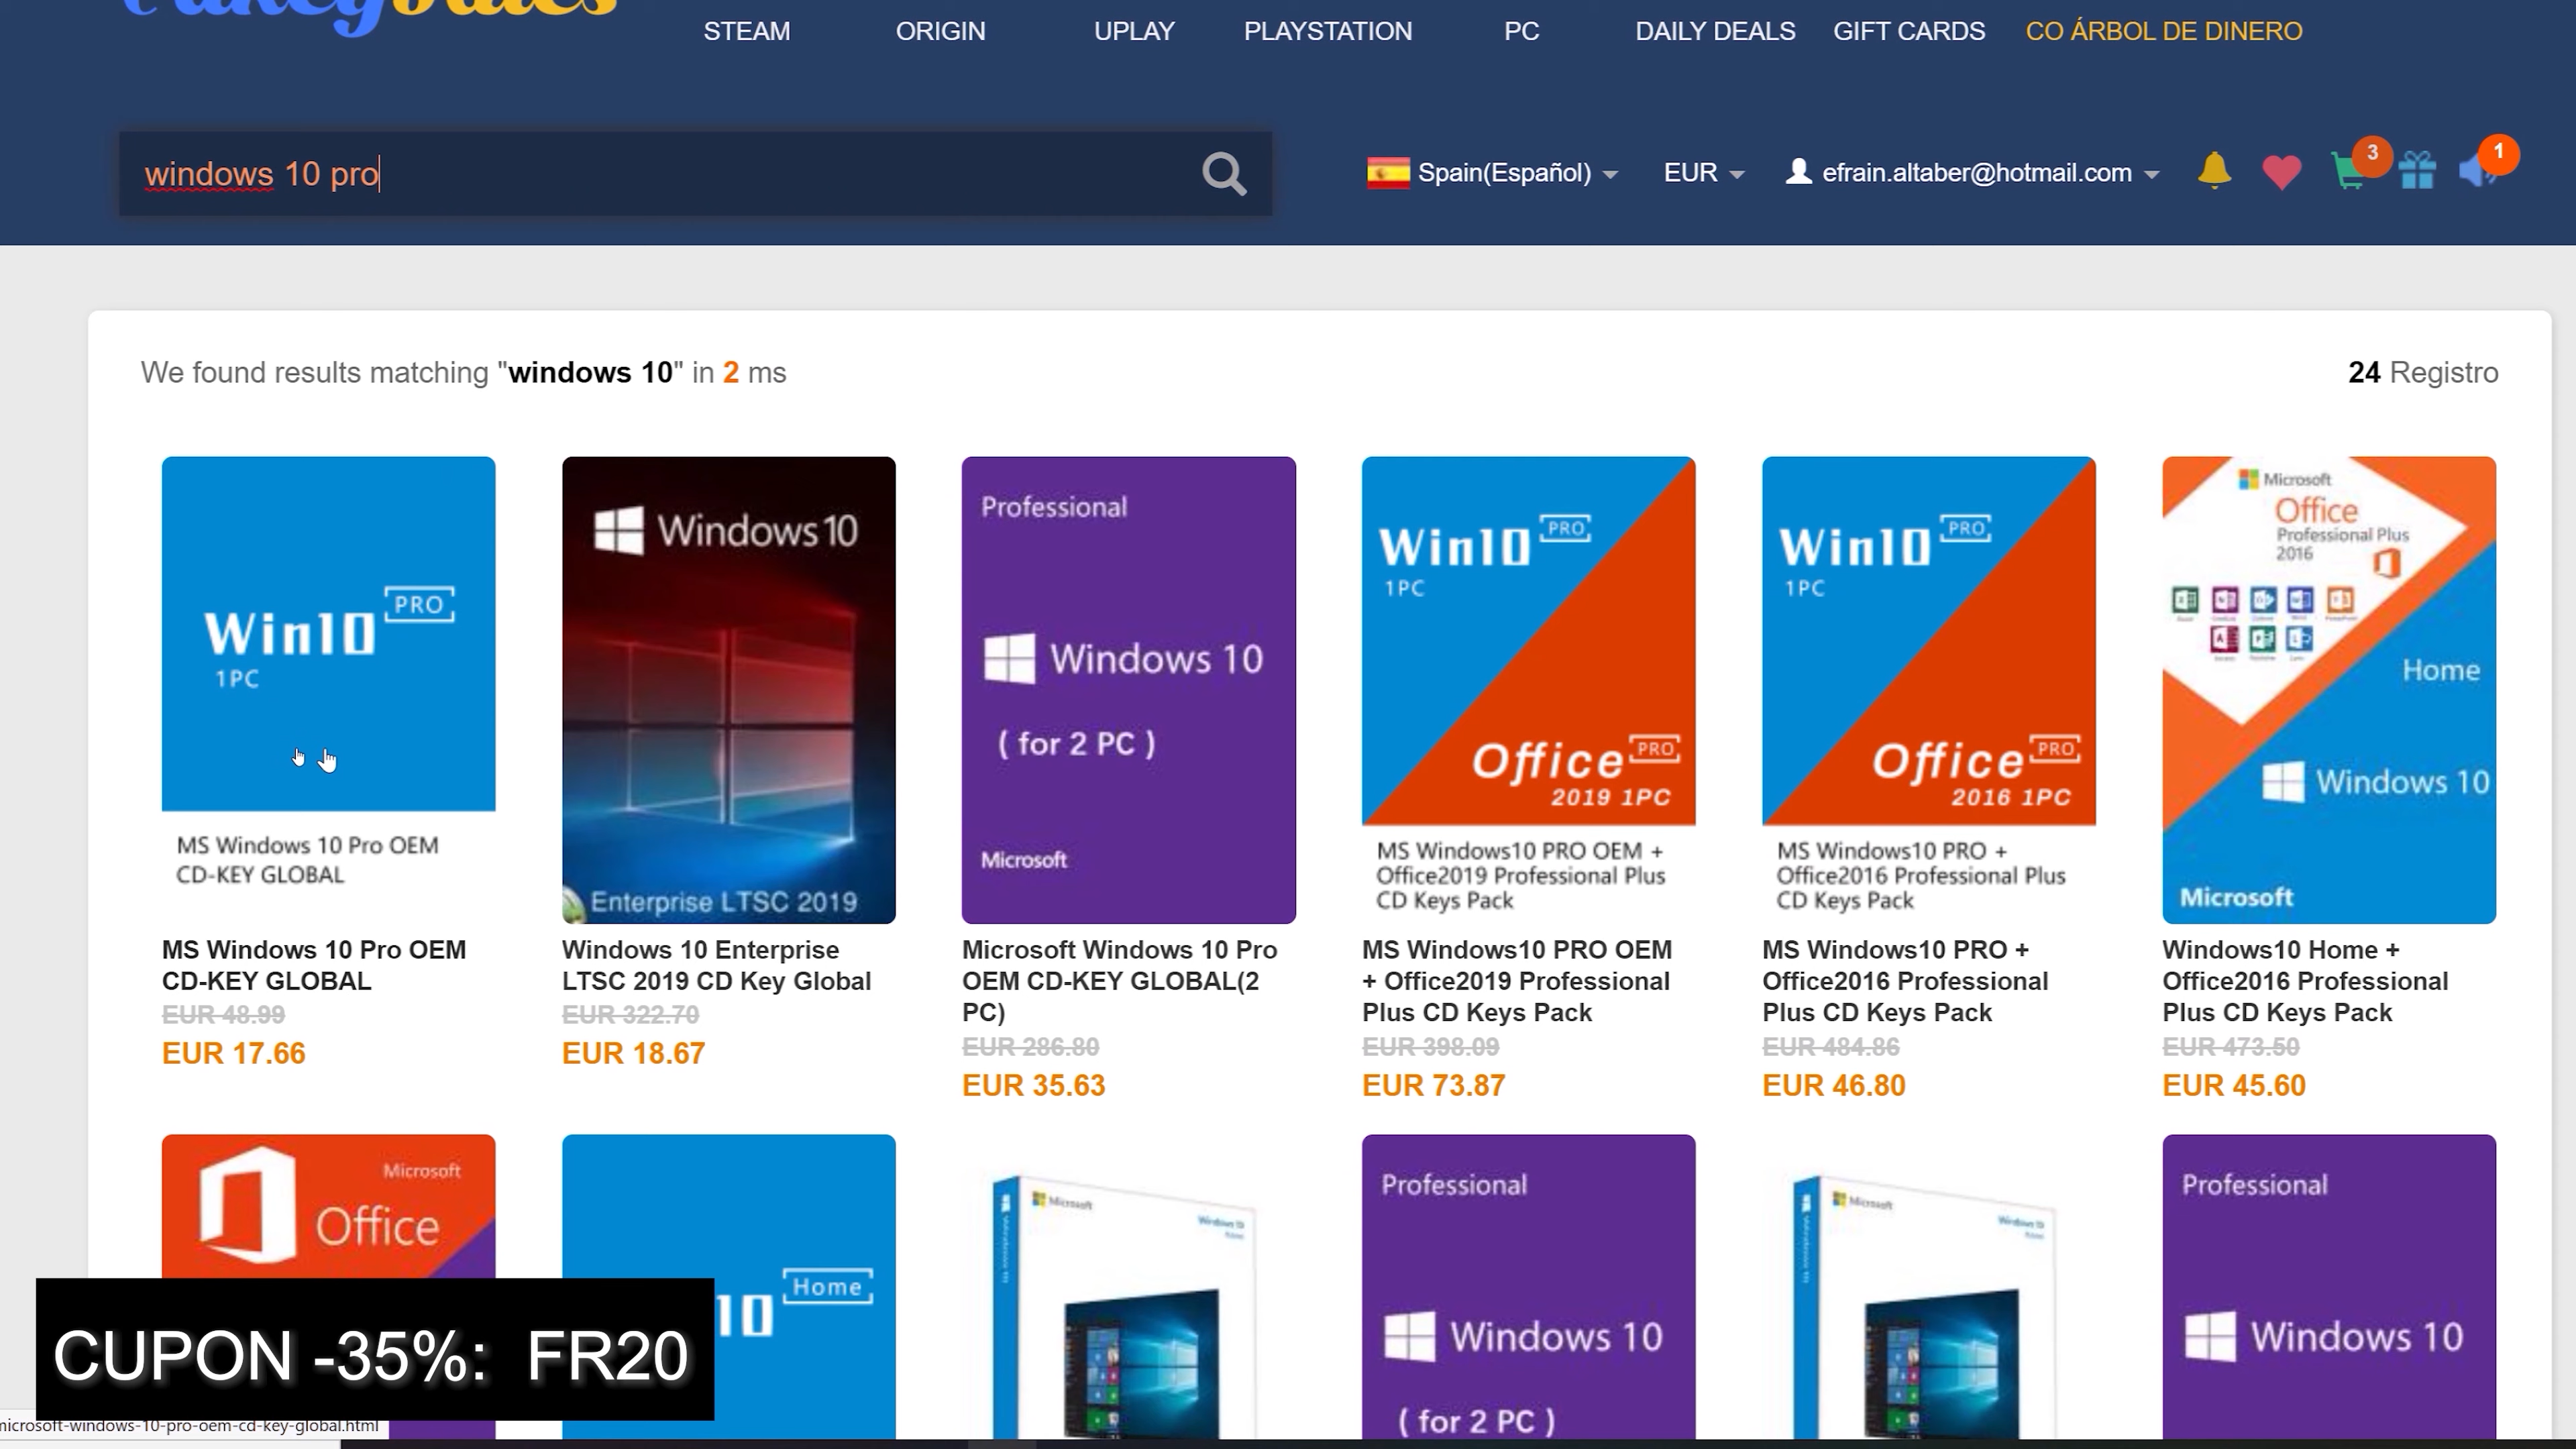 STEAM ORIGIN UPLAY PLAYSTATION PC DAILY DEALS GIFT CARDS CO ÁRBOL DE DINERO
windows 10 pro
Spain(Español) EUR efrain.altaber@hotmail.com 3 1
We found results matching "windows 10" in 2 ms
24 Registro
Win10 PRO
1PC
MS Windows 10 Pro OEM
CD-KEY GLOBAL
Windows 10
Enterprise LTSC 2019
Professional
Windows 10
( for 2 PC )
Microsoft
Win10 PRO
1PC
Office PRO
2019 1PC
MS Windows10 PRO OEM +
Office2019 Professional Plus
CD Keys Pack
Win10 PRO
1PC
Office PRO
2016 1PC
MS Windows10 PRO +
Office2016 Professional Plus
CD Keys Pack
Microsoft
Office
Professional Plus
2016
Home
Windows 10
Microsoft
MS Windows 10 Pro OEM
CD-KEY GLOBAL
EUR 48.99
EUR 17.66
Windows 10 Enterprise
LTSC 2019 CD Key Global
EUR 322.70
EUR 18.67
Microsoft Windows 10 Pro
OEM CD-KEY GLOBAL(2
PC)
EUR 286.80
EUR 35.63
MS Windows10 PRO OEM
+ Office2019 Professional
Plus CD Keys Pack
EUR 398.09
EUR 73.87
MS Windows10 PRO +
Office2016 Professional
Plus CD Keys Pack
EUR 484.86
EUR 46.80
Windows10 Home +
Office2016 Professional
Plus CD Keys Pack
EUR 473.50
EUR 45.60
Microsoft
Office
10 Home
Microsoft
Windows 10
Professional
Windows 10
( for 2 PC )
Microsoft
Windows 10
Professional
Windows 10
CUPON -35%: FR20
microsoft-windows-10-pro-oem-cd-key-global.html